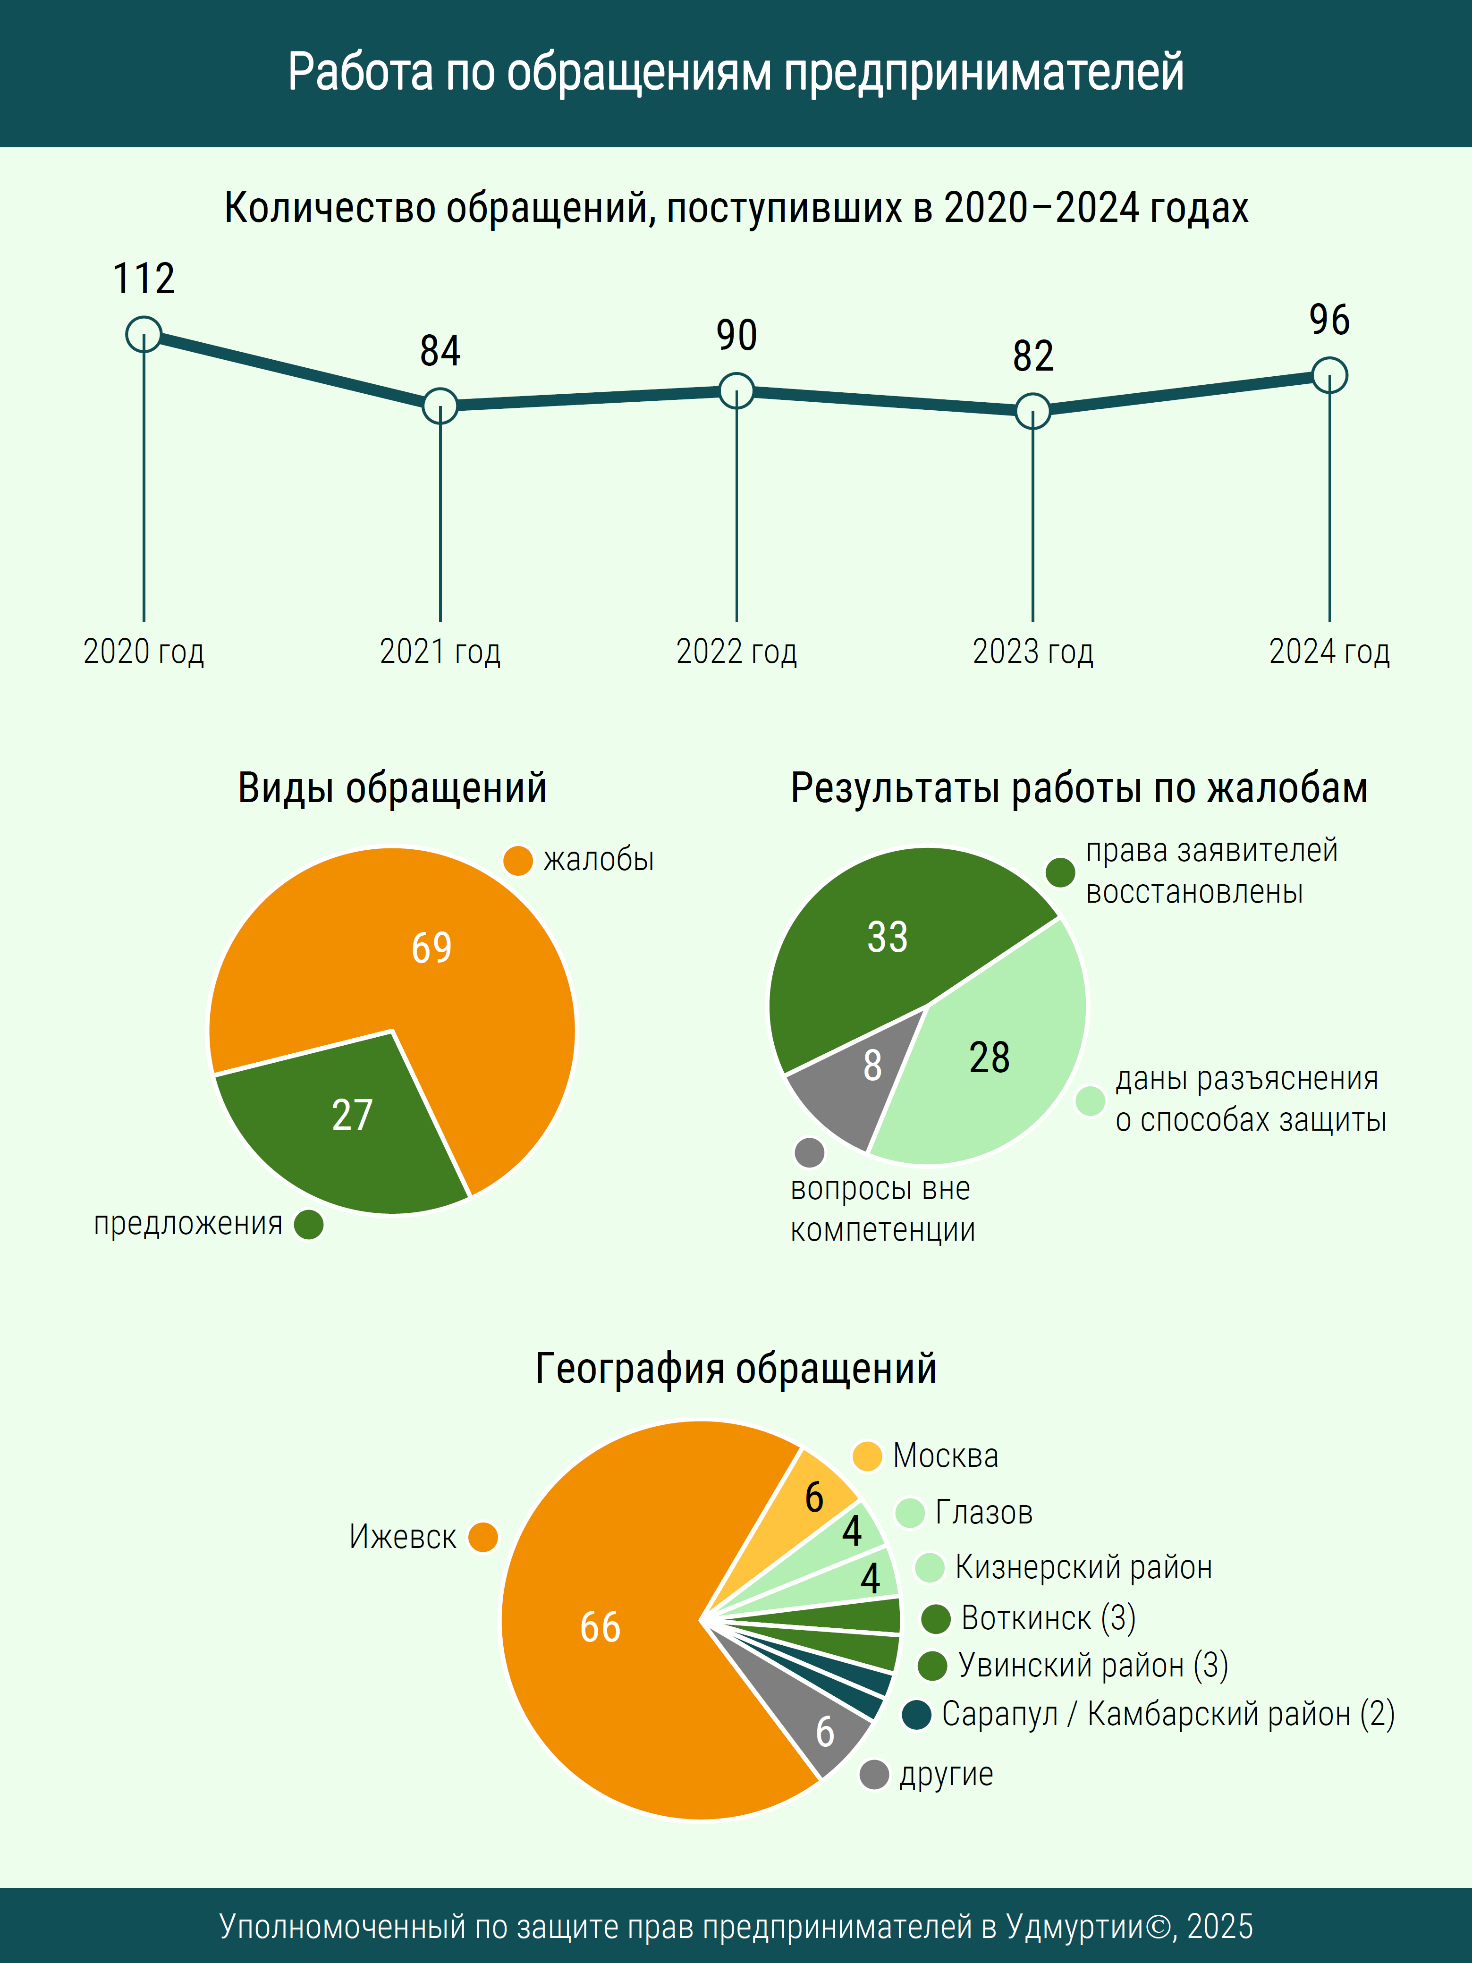 Работа по обращениям предпринимателей
Количество обращений, поступивших в 2020–2024 годах
112
84
90
82
96
2020 год
2021 год
2022 год
2023 год
2024 год
Виды обращений
жалобы
69
27
предложения
Результаты работы по жалобам
права заявителей
восстановлены
33
28
8
даны разъяснения
о способах защиты
вопросы вне
компетенции
География обращений
Москва
6
Глазов
4
Ижевск
Кизнерский район
4
Воткинск (3)
66
Увинский район (3)
Сарапул / Камбарский район (2)
6
другие
Уполномоченный по защите прав предпринимателей в Удмуртии©, 2025